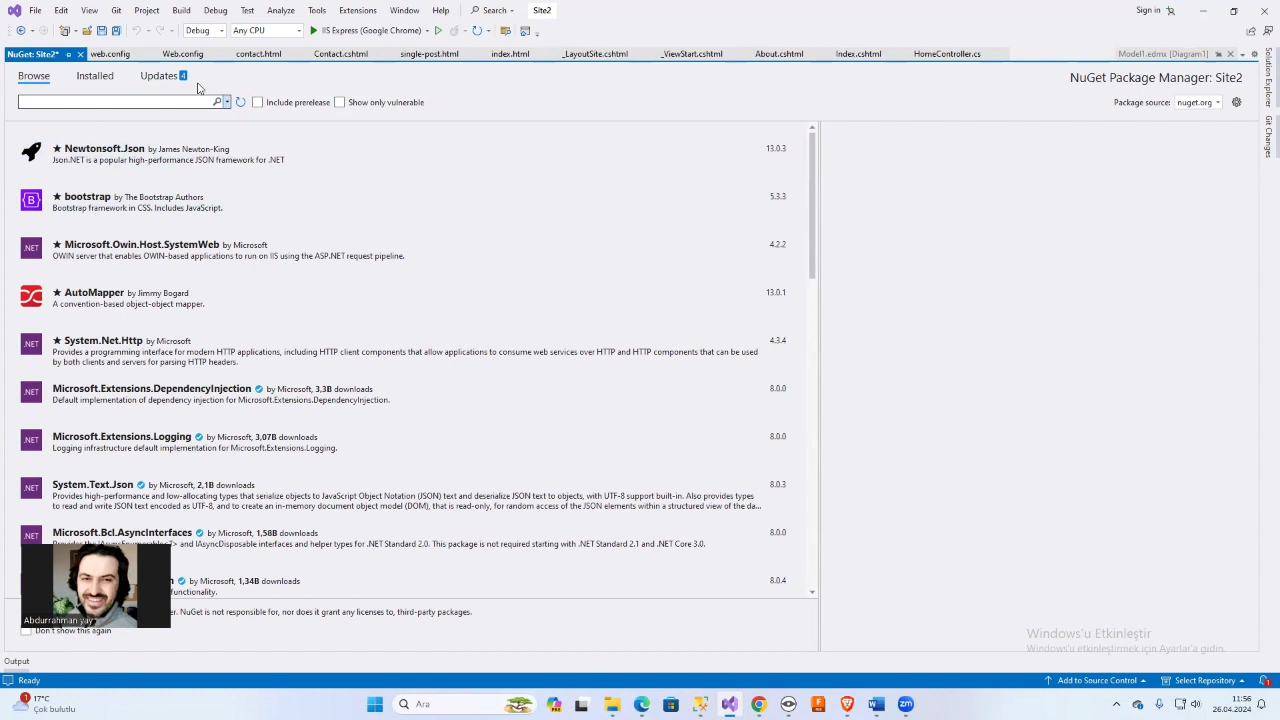 File Edit View Git Project Build Debug Test Analyze Tools Extensions Window Help Search Site2 Sign in
Debug Any CPU IIS Express (Google Chrome)
NuGet: Site2* web.config Web.config contact.html Contact.cshtml single-post.html index.html _LayoutSite.cshtml _ViewStart.cshtml About.cshtml Index.cshtml HomeController.cs Model1.edmx [Diagram1]
Browse Installed Updates 4 NuGet Package Manager: Site2
Include prerelease Show only vulnerable Package source: nuget.org
Solution Explorer
Git Changes
Newtonsoft.Json by James Newton-King 13.0.3
Json.NET is a popular high-performance JSON framework for .NET
bootstrap by The Bootstrap Authors 5.3.3
Bootstrap framework in CSS. Includes JavaScript.
.NET Microsoft.Owin.Host.SystemWeb by Microsoft 4.2.2
OWIN server that enables OWIN-based applications to run on IIS using the ASP.NET request pipeline.
AutoMapper by Jimmy Bogard 13.0.1
A convention-based object-object mapper.
.NET System.Net.Http by Microsoft 4.3.4
Provides a programming interface for modern HTTP applications, including HTTP client components that allow applications to consume web services over HTTP and HTTP components that can be used
by both clients and servers for parsing HTTP headers.
.NET Microsoft.Extensions.DependencyInjection by Microsoft, 3,3B downloads 8.0.0
Default implementation of dependency injection for Microsoft.Extensions.DependencyInjection.
.NET Microsoft.Extensions.Logging by Microsoft, 3,07B downloads 8.0.0
Logging infrastructure default implementation for Microsoft.Extensions.Logging.
.NET System.Text.Json by Microsoft, 2,1B downloads 8.0.3
Provides high-performance and low-allocating types that serialize objects to JavaScript Object Notation (JSON) text and deserialize JSON text to objects, with UTF-8 support built-in. Also provides types
to read and write JSON text encoded as UTF-8, and to create an in-memory document object model (DOM), that is read-only, for random access of the JSON elements within a structured view of the da...
.NET Microsoft.Bcl.AsyncInterfaces by Microsoft, 1,58B downloads 8.0.0
IAsyncDisposable interfaces and helper types for .NET Standard 2.0. This package is not required starting with .NET Standard 2.1 and .NET Core 3.0.
by Microsoft, 1,34B downloads 8.0.4
functionality.
NuGet is not responsible for, nor does it grant any licenses to, third-party packages.
Abdurrahman yay
Don't show this again
Windows'u Etkinleştir
Windows'u etkinleştirmek için Ayarlar'a gidin.
Output
Ready Add to Source Control Select Repository 1
1 17°C
Çok bulutlu
Ara
11:56
26.04.2024